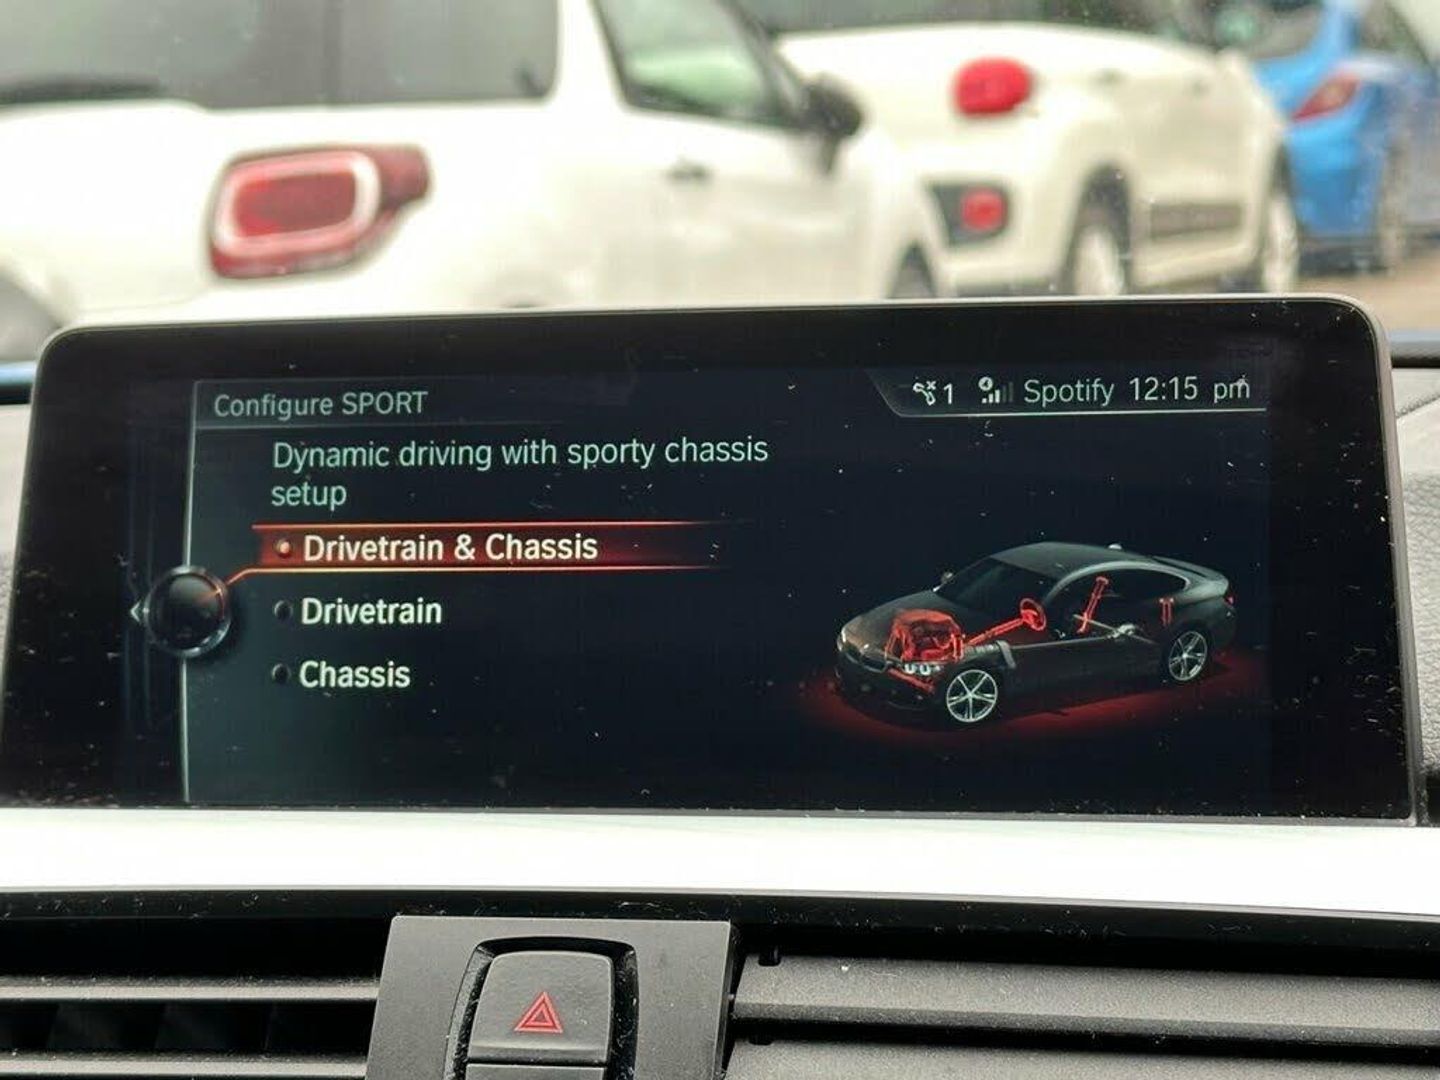 Configure SPORT
1 Spotify 12:15 pm
Dynamic driving with sporty chassis
setup
Drivetrain & Chassis
Drivetrain
Chassis